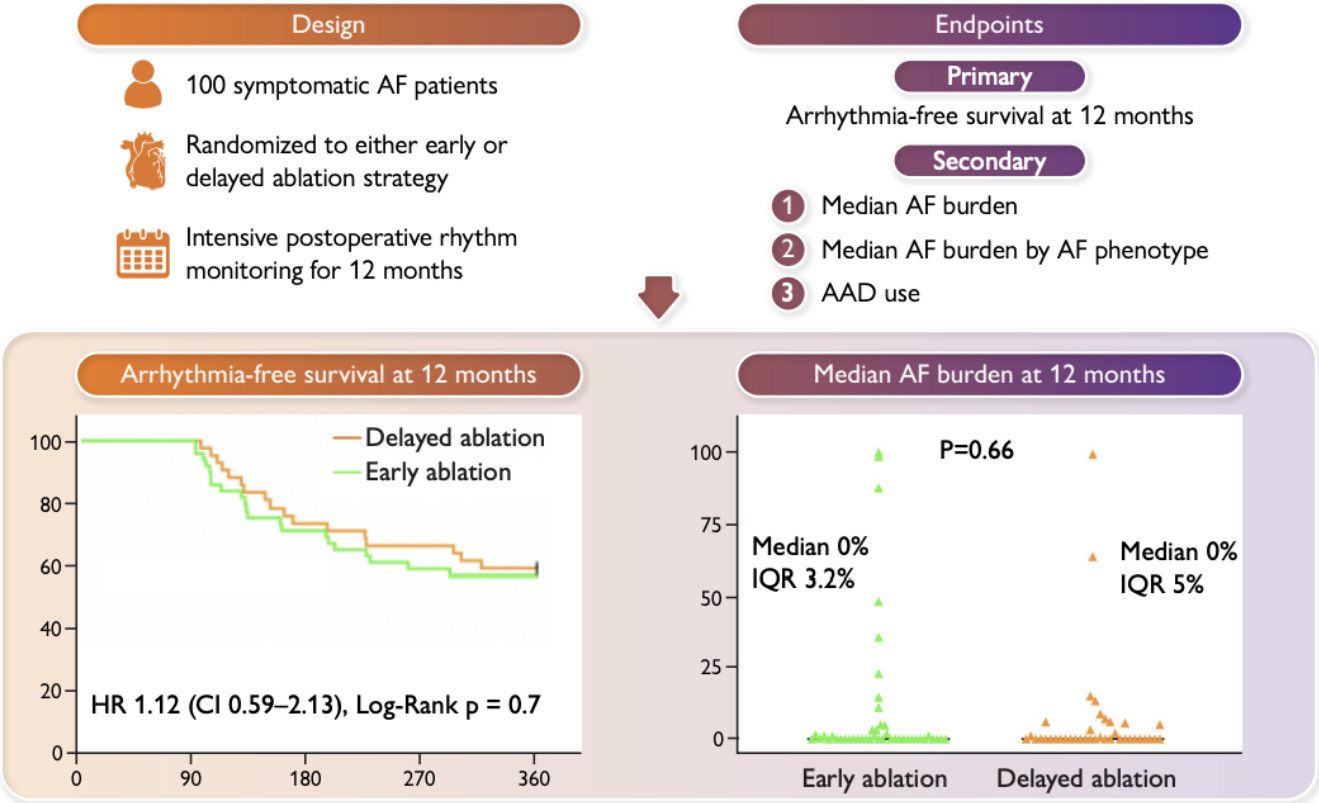 Design
100 symptomatic AF patients
Randomized to either early or
delayed ablation strategy
Intensive postoperative rhythm
monitoring for 12 months
Endpoints
Primary
Arrhythmia-free survival at 12 months
Secondary
1 Median AF burden
2 Median AF burden by AF phenotype
3 AAD use
Arrhythmia-free survival at 12 months
100
80
60
40
20
0
0 90 180 270 360
Delayed ablation
Early ablation
HR 1.12 (CI 0.59–2.13), Log-Rank p = 0.7
Median AF burden at 12 months
100
75
50
25
0
P=0.66
Median 0%
IQR 3.2%
Median 0%
IQR 5%
Early ablation
Delayed ablation